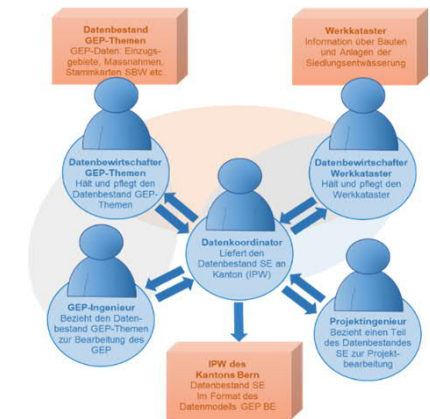 Datenbestand
GEP-Themen
GEP-Daten: Einzugs-
gebiete, Massnahmen,
Stammkarten SBW etc.
Werkkataster
Information über Bauten
und Anlagen der
Siedlungsentwässerung
Datenbewirtschafter
GEP-Themen
Hält und pflegt den
Datenbestand GEP-
Themen
Datenbewirtschafter
Werkkataster
Hält und pflegt den
Werkkataster
Datenkoordinator
Liefert den
Datenbestand SE an
Kanton (IPW)
GEP-Ingenieur
Bezieht den Daten-
bestand GEP-Themen
zur Bearbeitung des
GEP
Projektingenieur
Bezieht einen Teil
des Datenbestandes
SE zur Projekt-
bearbeitung
IPW des
Kantons Bern
Datenbestand SE
Im Format des
Datenmodells GEP BE